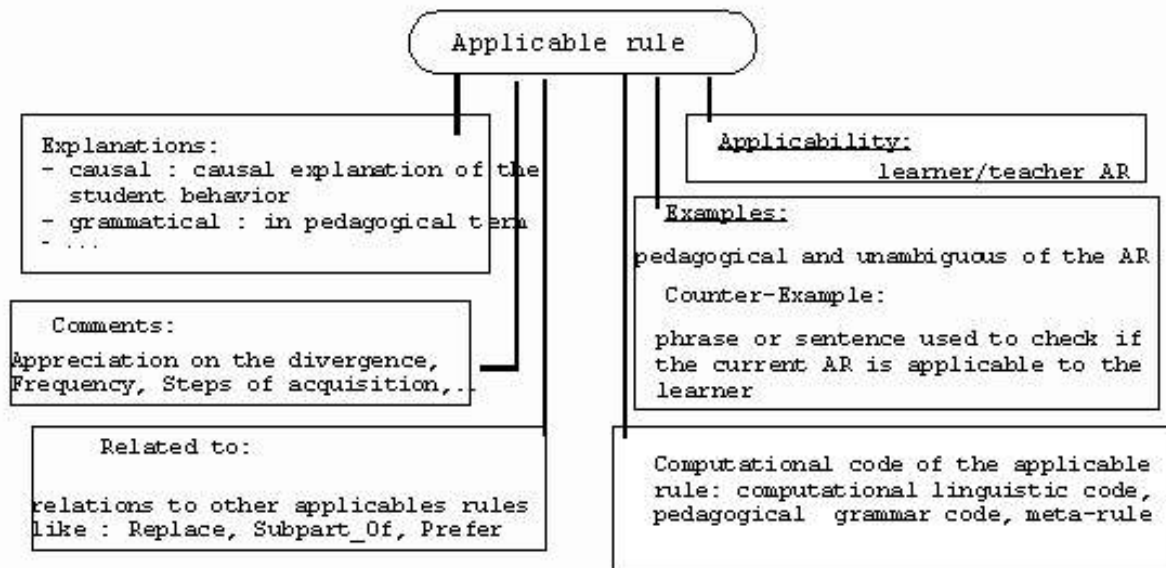 Applicable rule
Explanations:
- causal : causal explanation of the
student behavior
- grammatical : in pedagogical term
- ...
Comments:
Appreciation on the divergence,
Frequency, Steps of acquisition,..
Related to:
relations to other applicables rules
like : Replace, Subpart_Of, Prefer
Applicability:
learner/teacher AR
Examples:
pedagogical and unambiguous of the AR
Counter-Example:
phrase or sentence used to check if
the current AR is applicable to the
learner
Computational code of the applicable
rule: computational linguistic code,
pedagogical grammar code, meta-rule